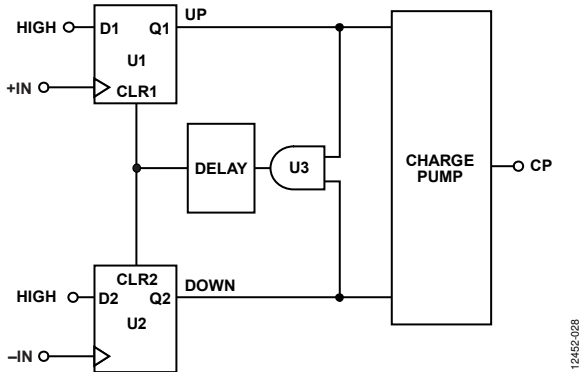 HIGH
D1
Q1
UP
U1
+IN
CLR1
DELAY
U3
CHARGE
PUMP
CP
CLR2
HIGH
D2
Q2
DOWN
U2
–IN
12452-028